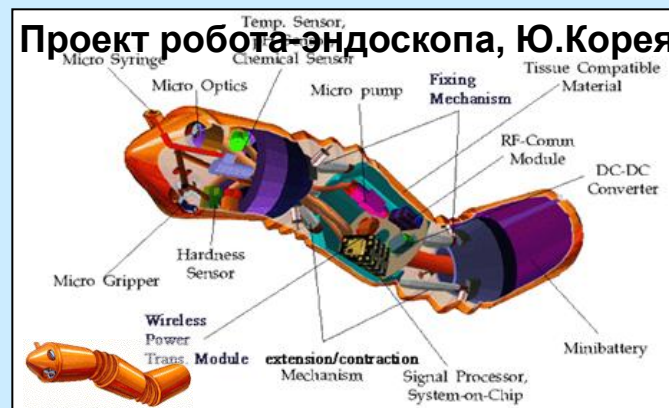 Проект робота-эндоскопа, Ю.Корея
Temp. Sensor,
Chemical Sensor
Micro Syringe
Micro Optics
Micro pump
Fixing
Mechanism
Tissue Compatible
Material
RF-Comm
Module
DC-DC
Converter
Hardness
Sensor
Micro Gripper
Wireless
Power
Trans. Module
extension/contraction
Mechanism
Signal Processor,
System-on-Chip
Minibattery